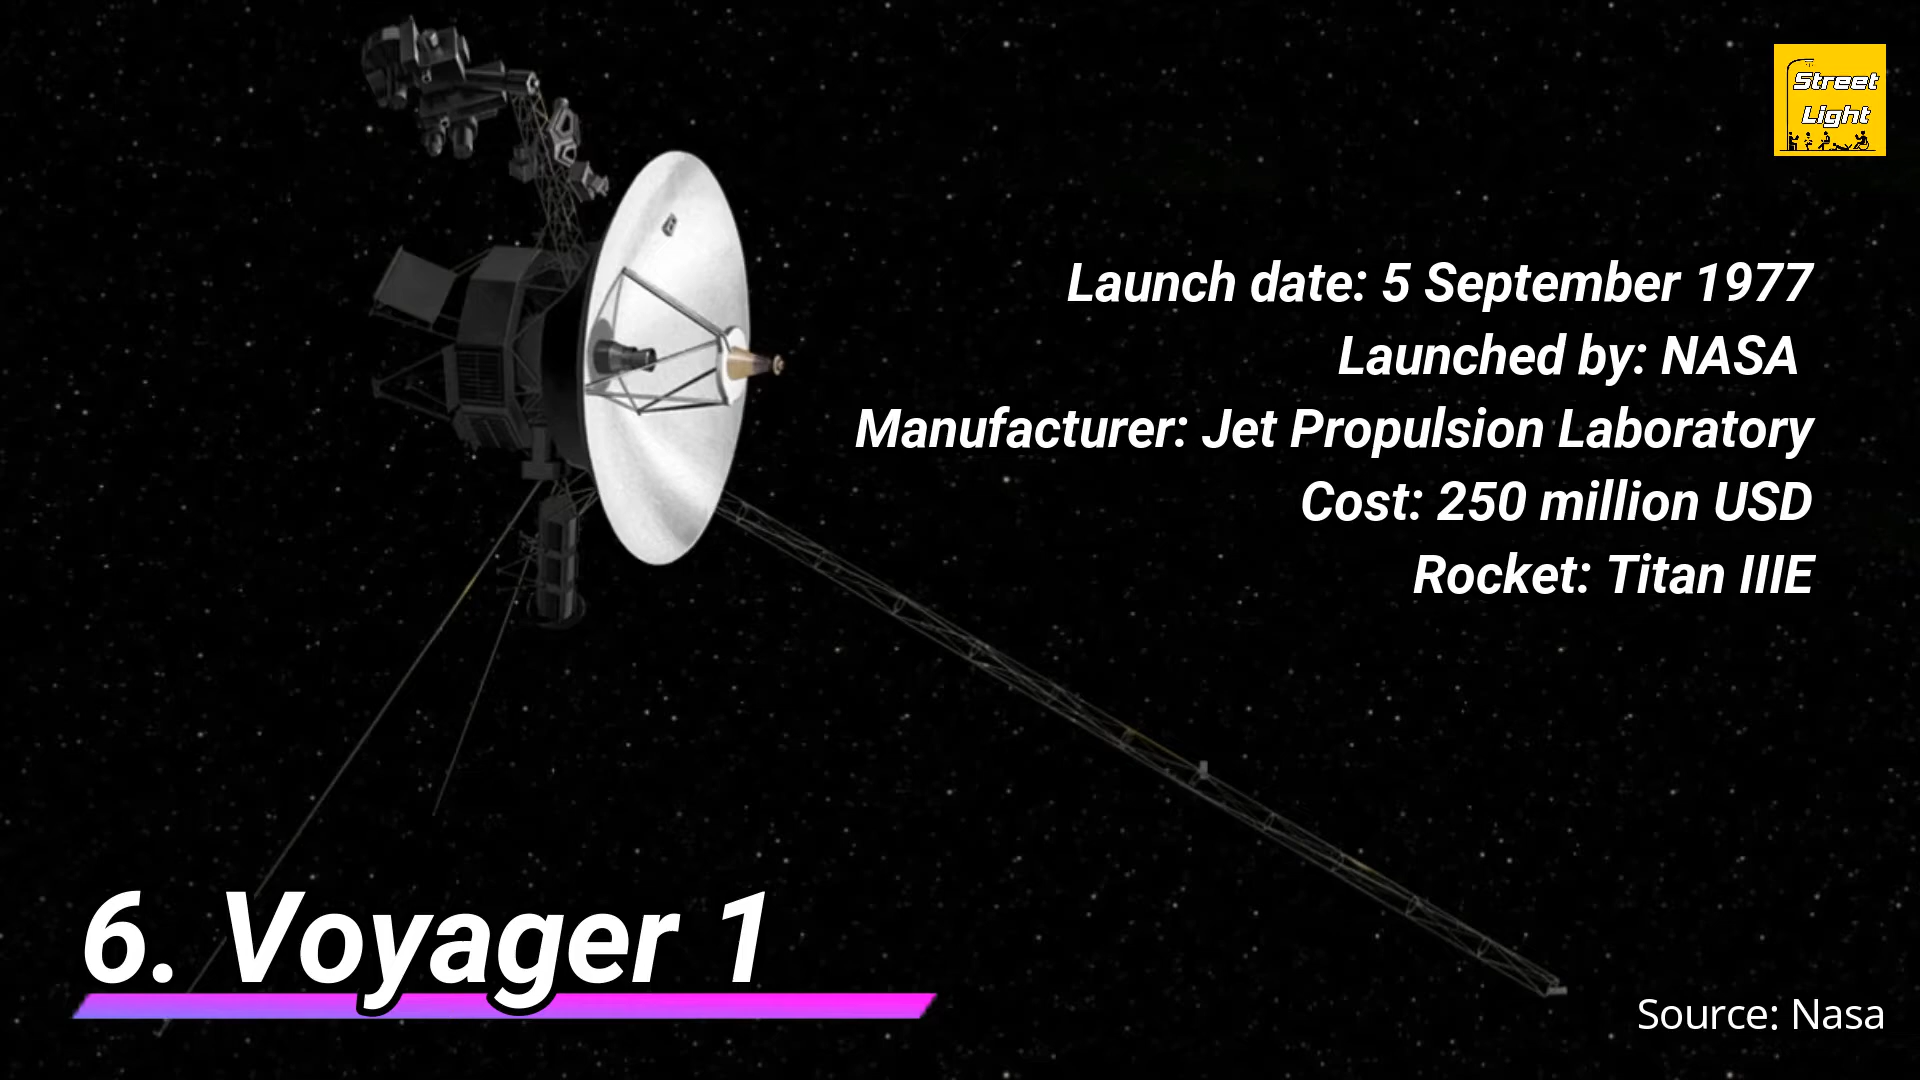 Street
Light
Launch date: 5 September 1977
Launched by: NASA
Manufacturer: Jet Propulsion Laboratory
Cost: 250 million USD
Rocket: Titan IIIE
6. Voyager 1
Source: Nasa